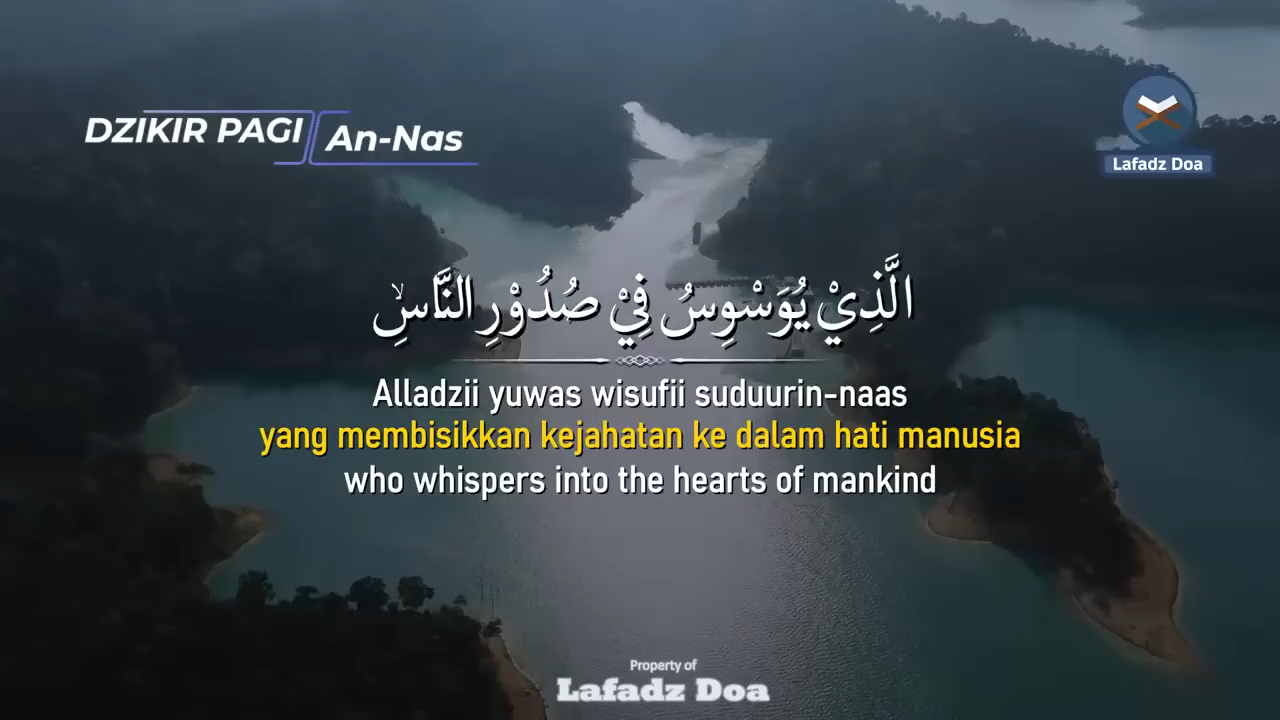 DZIKIR PAGI
An-Nas
Lafadz Doa
الَّذِيْ يُوَسْوِسُ فِيْ صُدُوْرِ النَّاسِۙ
Alladzii yuwas wisufii suduurin-naas
yang membisikkan kejahatan ke dalam hati manusia
who whispers into the hearts of mankind
Property of
Lafadz Doa